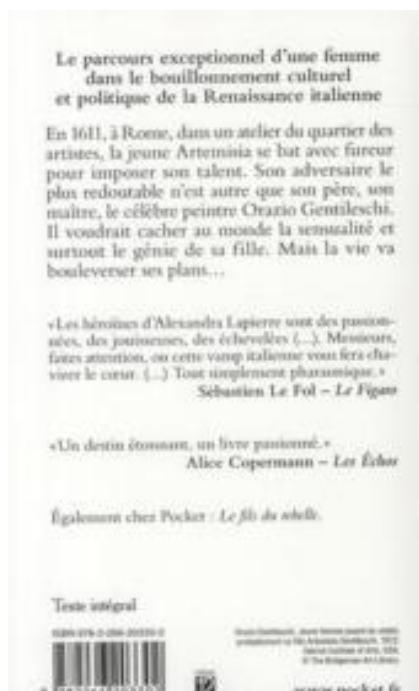 Le parcours exceptionnel d'une femme
dans le bouillonnement culturel
et politique de la Renaissance italienne
En 1611, à Rome, dans un atelier du quartier des
artistes, la jeune Artemisia se bat avec fureur
pour imposer son talent. Son adversaire le
plus redoutable n'est autre que son père, son
maître, le célèbre peintre Orazio Gentileschi.
Il voudrait cacher au monde la sensualité et
surtout le génie de sa fille. Mais la vie va
bouleverser ses plans...
«Les héroïnes d'Alexandra Lapierre sont des passion-
nées, des jouisseuses, des échevelées (...). Messieurs,
faites attention, ou cette vamp italienne vous fera cha-
virer le cœur. (...) Tout simplement pharaonique.»
Sébastien Le Fol – Le Figaro
«Un destin étonnant, un livre passionné.»
Alice Copermann – Les Échos
Également chez Pocket : Le fils du rebelle.
Texte intégral
© The Bridgeman Art Library
www.pocket.fr